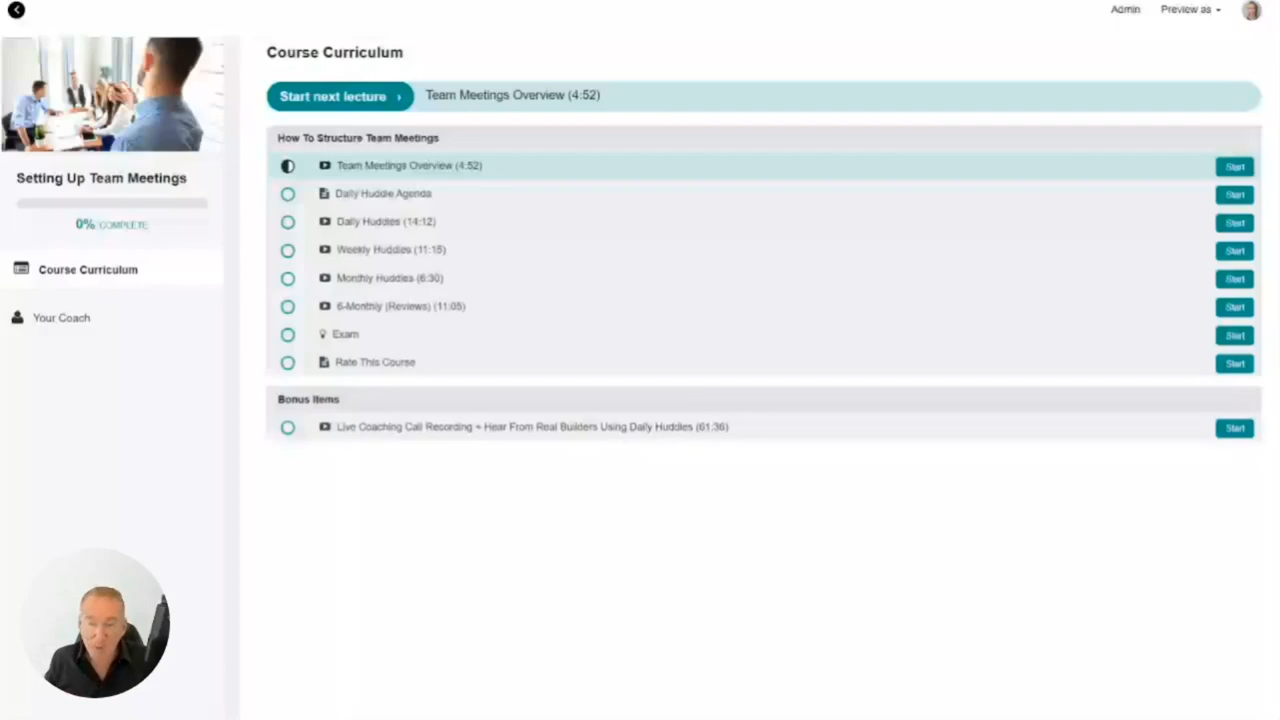 Admin
Preview as
Course Curriculum
Start next lecture ›
Team Meetings Overview (4:52)
How To Structure Team Meetings
Team Meetings Overview (4:52)
Start
Daily Huddle Agenda
Start
Daily Huddles (14:12)
Start
Weekly Huddles (11:15)
Start
Monthly Huddles (6:30)
Start
6-Monthly (Reviews) (11:05)
Start
Exam
Start
Rate This Course
Start
Bonus Items
Live Coaching Call Recording - Hear From Real Builders Using Daily Huddles (61:36)
Start
Setting Up Team Meetings
0% COMPLETE
Course Curriculum
Your Coach